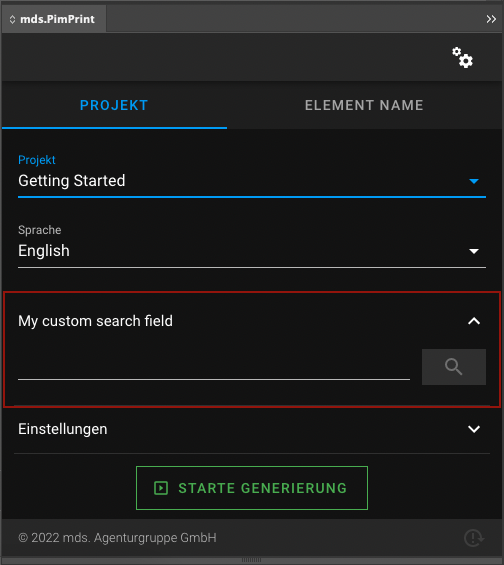 mds.PimPrint
PROJEKT
ELEMENT NAME
Projekt
Getting Started
Sprache
English
My custom search field
Einstellungen
STARTE GENERIERUNG
© 2022 mds. Agenturgruppe GmbH